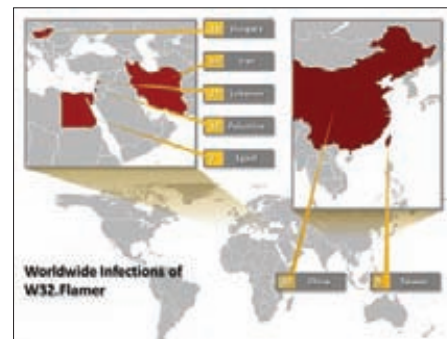 Hungary
Iran
Lebanon
Palestine
Egypt
Worldwide Infections of
W32.Flamer
China
Taiwan